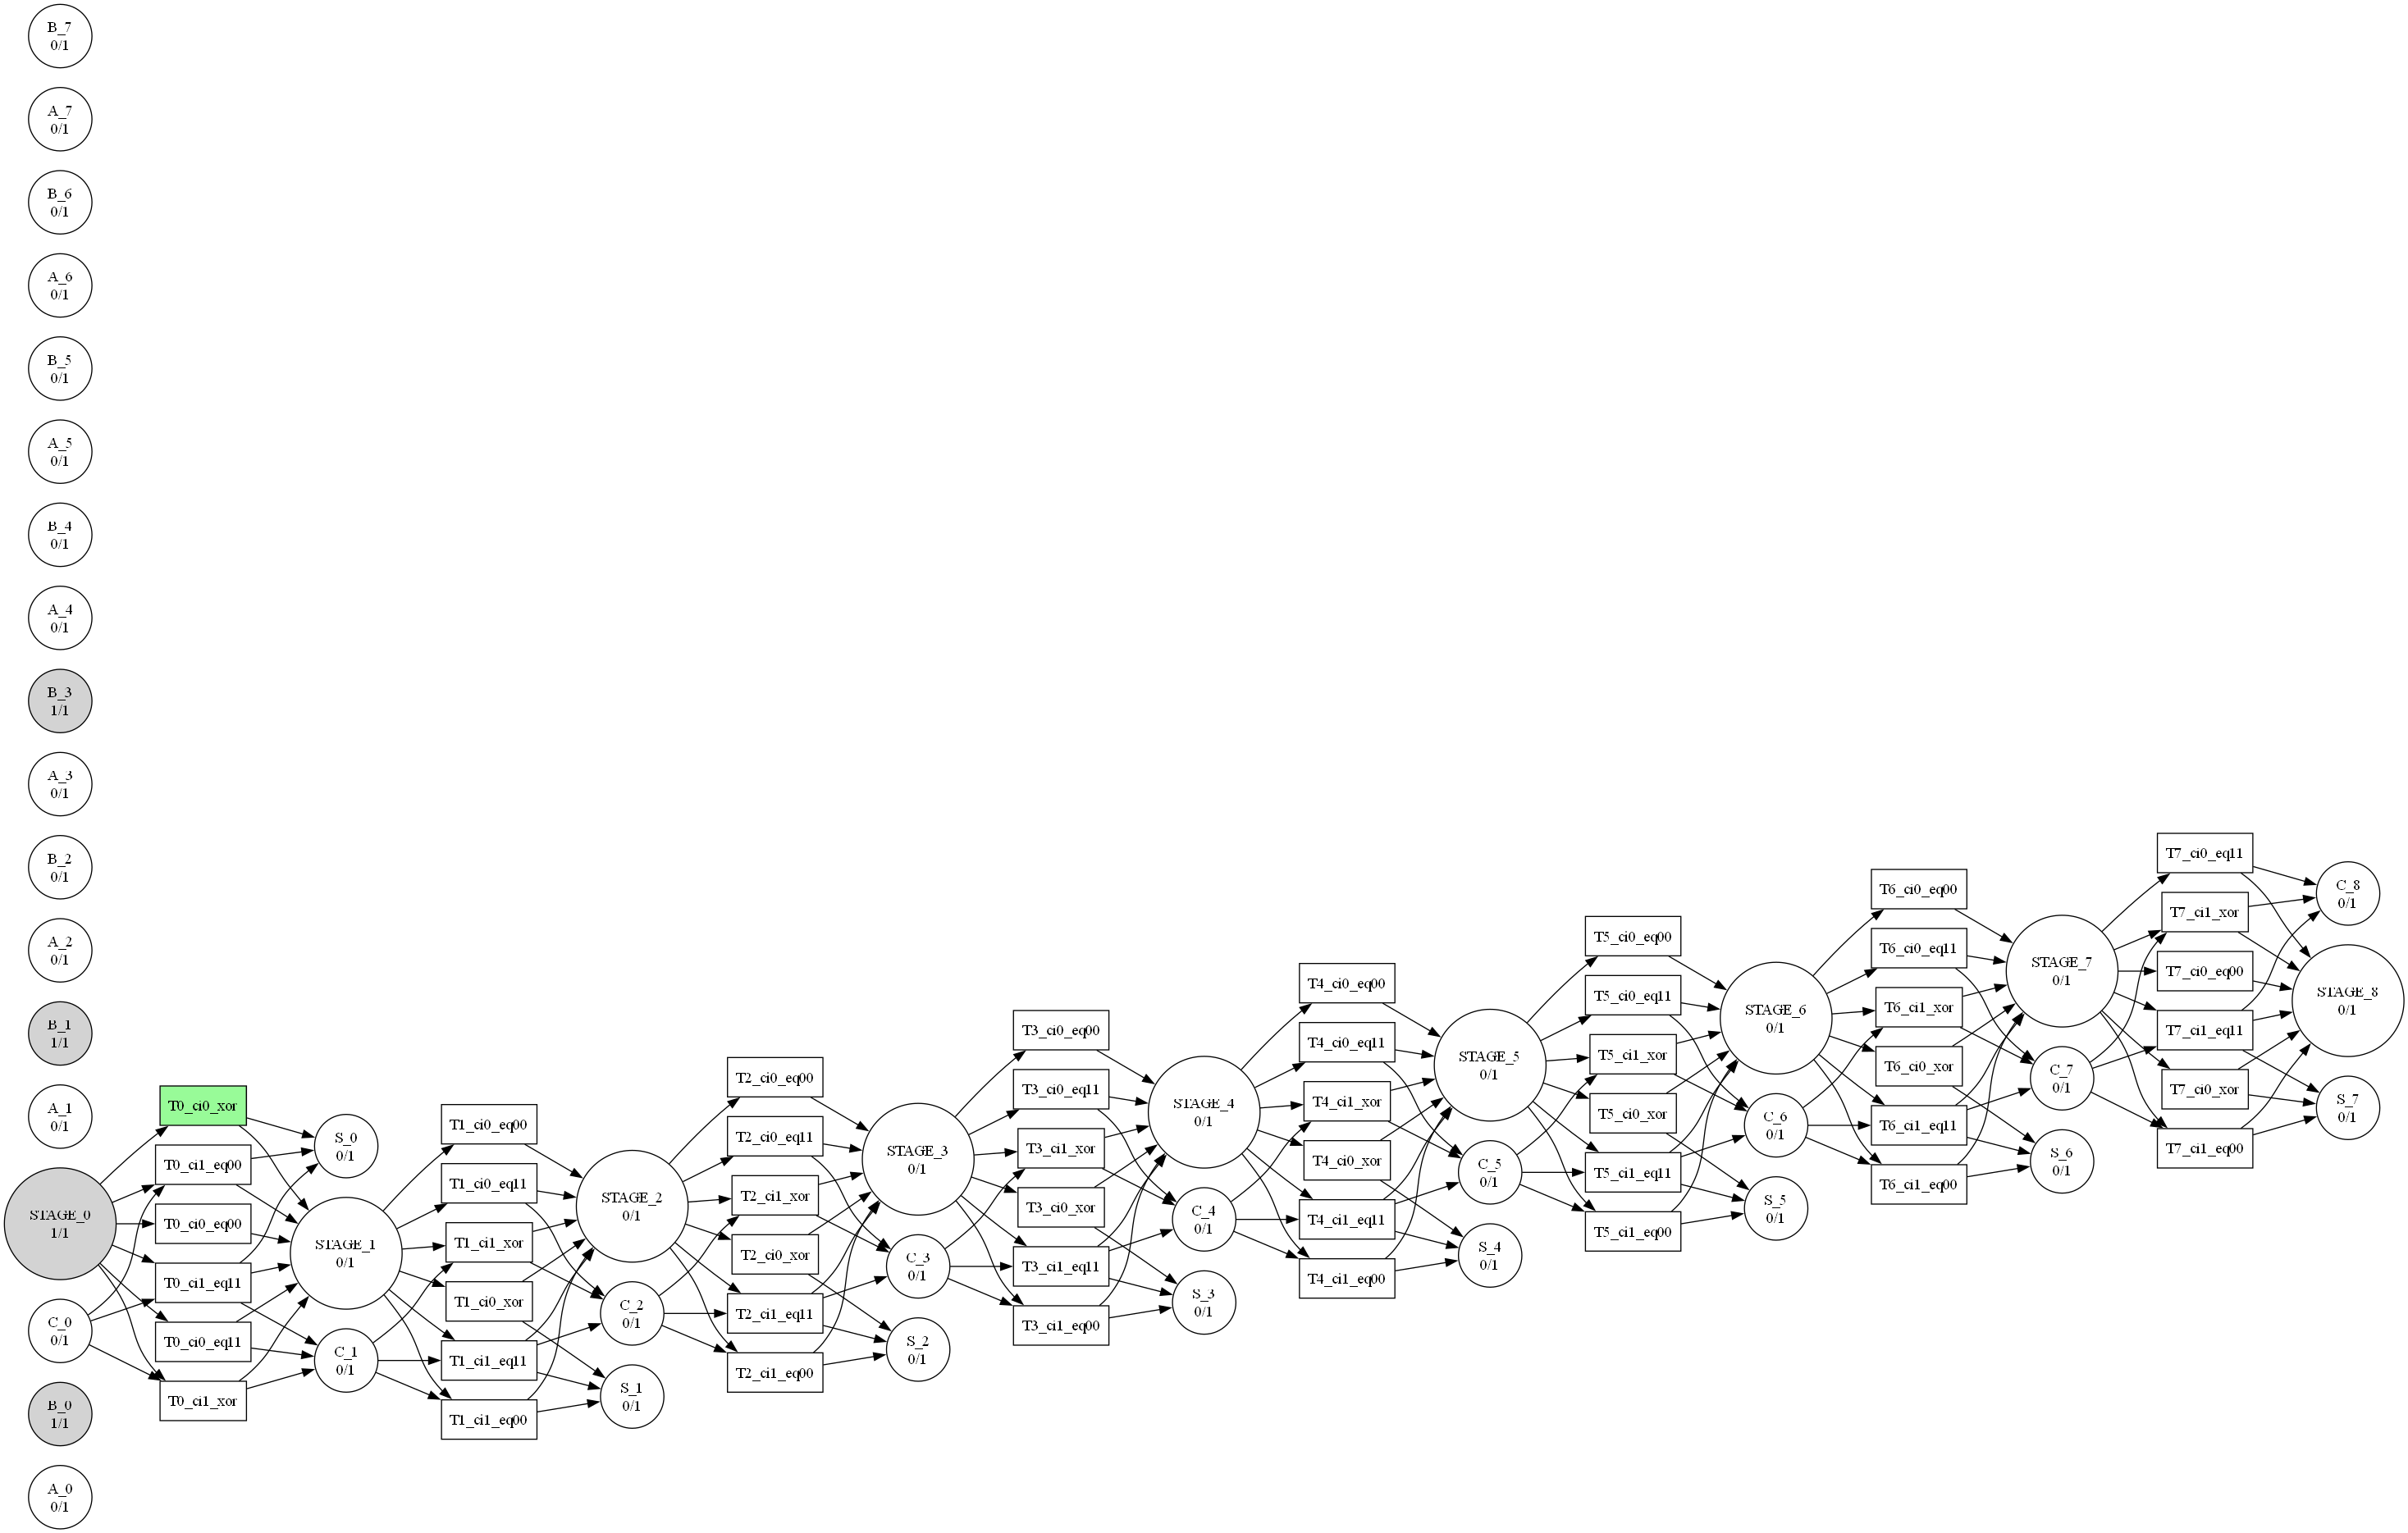 B_7
0/1
A_7
0/1
B_6
0/1
A_6
0/1
B_5
0/1
A_5
0/1
B_4
0/1
A_4
0/1
B_3
1/1
A_3
0/1
B_2
0/1
A_2
0/1
B_1
1/1
A_1
0/1
STAGE_0
1/1
C_0
0/1
B_0
1/1
A_0
0/1
T0_ci0_xor
T0_ci1_eq00
T0_ci0_eq00
T0_ci1_eq11
T0_ci0_eq11
T0_ci1_xor
S_0
0/1
STAGE_1
0/1
C_1
0/1
T1_ci0_eq00
T1_ci0_eq11
T1_ci1_xor
T1_ci0_xor
T1_ci1_eq11
T1_ci1_eq00
STAGE_2
0/1
C_2
0/1
S_1
0/1
T2_ci0_eq00
T2_ci0_eq11
T2_ci1_xor
T2_ci0_xor
T2_ci1_eq11
T2_ci1_eq00
STAGE_3
0/1
C_3
0/1
S_2
0/1
T3_ci0_eq00
T3_ci0_eq11
T3_ci1_xor
T3_ci0_xor
T3_ci1_eq11
T3_ci1_eq00
STAGE_4
0/1
C_4
0/1
S_3
0/1
T4_ci0_eq00
T4_ci0_eq11
T4_ci1_xor
T4_ci0_xor
T4_ci1_eq11
T4_ci1_eq00
STAGE_5
0/1
C_5
0/1
S_4
0/1
T5_ci0_eq00
T5_ci0_eq11
T5_ci1_xor
T5_ci0_xor
T5_ci1_eq11
T5_ci1_eq00
STAGE_6
0/1
C_6
0/1
S_5
0/1
T6_ci0_eq00
T6_ci0_eq11
T6_ci1_xor
T6_ci0_xor
T6_ci1_eq11
T6_ci1_eq00
STAGE_7
0/1
C_7
0/1
S_6
0/1
T7_ci0_eq11
T7_ci1_xor
T7_ci0_eq00
T7_ci1_eq11
T7_ci0_xor
T7_ci1_eq00
C_8
0/1
STAGE_8
0/1
S_7
0/1